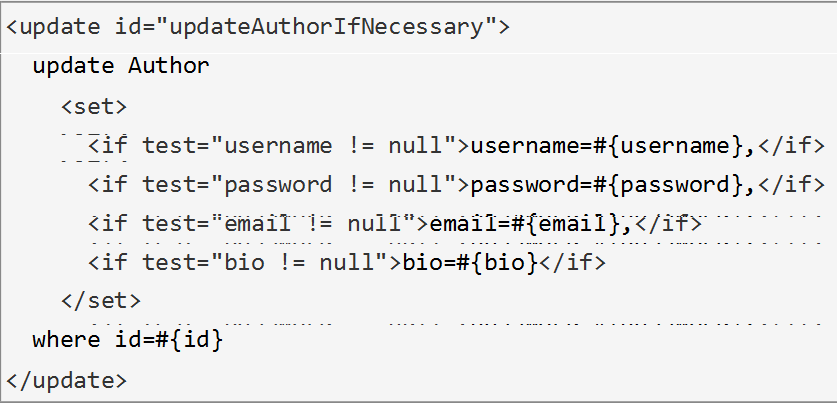 <update id="updateAuthorIfNecessary">
update Author
<set>
<if test="username != null">username=#{username},</if>
<if test="password != null">password=#{password},</if>
<if test="email != null">email=#{email},</if>
<if test="bio != null">bio=#{bio}</if>
</set>
where id=#{id}
</update>